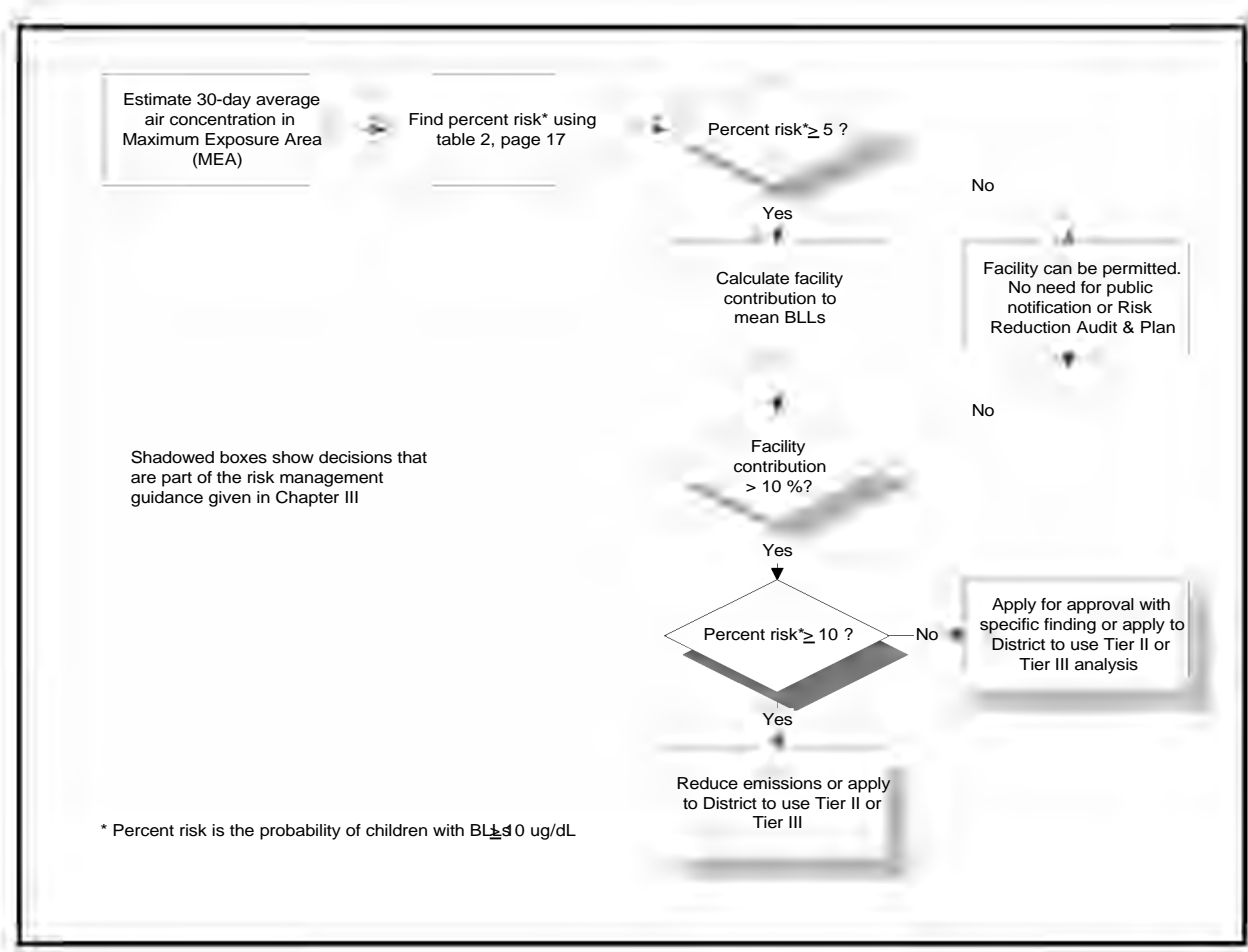 Estimate 30-day average
air concentration in
Maximum Exposure Area
(MEA)
Find percent risk* using
table 2, page 17
Percent risk*≥ 5 ?
No
Yes
Calculate facility
contribution to
mean BLLs
Facility can be permitted.
No need for public
notification or Risk
Reduction Audit & Plan
No
Facility
contribution
> 10 %?
Shadowed boxes show decisions that
are part of the risk management
guidance given in Chapter III
Yes
Percent risk*≥ 10 ?
No
Apply for approval with
specific finding or apply to
District to use Tier II or
Tier III analysis
Yes
Reduce emissions or apply
to District to use Tier II or
Tier III
* Percent risk is the probability of children with BLLs ≥ 10 ug/dL